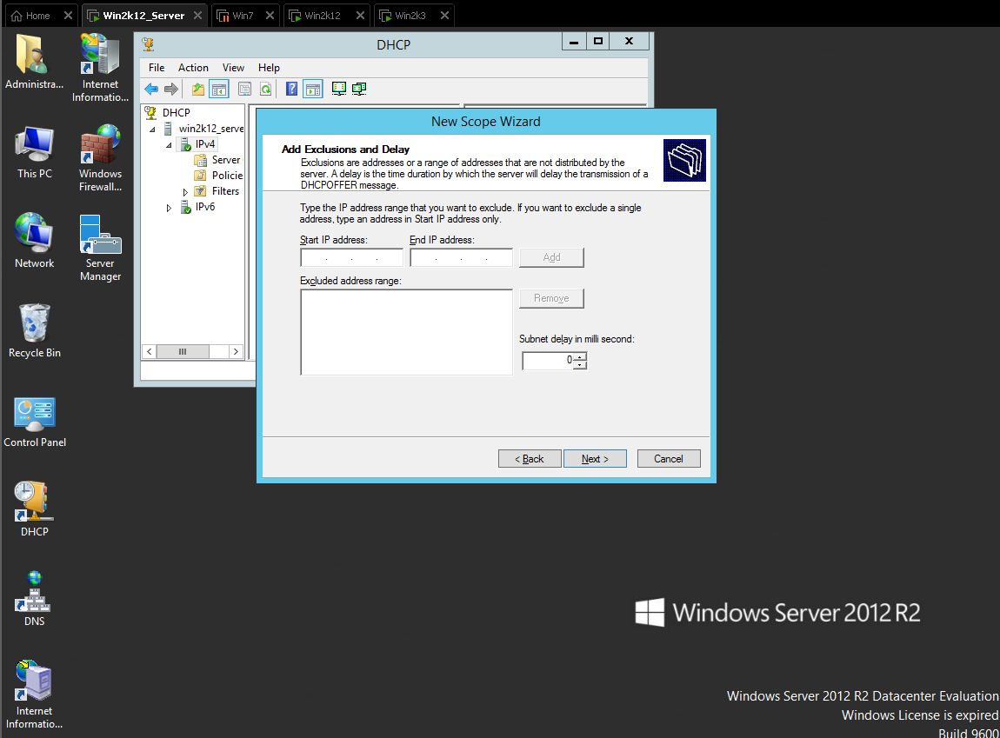 Home
Win2k12_Server
Win7
Win2k12
Win2k3
Administra...
Internet
Informatio...
This PC
Windows
Firewall...
Network
Server
Manager
Recycle Bin
Control Panel
DHCP
DNS
Internet
Informatio...
DHCP
File Action View Help
DHCP
win2k12_serve
IPv4
Server
Policie
Filters
IPv6
New Scope Wizard
Add Exclusions and Delay
Exclusions are addresses or a range of addresses that are not distributed by the
server. A delay is the time duration by which the server will delay the transmission of a
DHCPOFFER message.
Type the IP address range that you want to exclude. If you want to exclude a single
address, type an address in Start IP address only.
Start IP address: End IP address:
. . . . . . Add
Excluded address range:
Remove
Subnet delay in milli second:
0
< Back Next > Cancel
Windows Server 2012 R2
Windows Server 2012 R2 Datacenter Evaluation
Windows License is expired
Build 9600